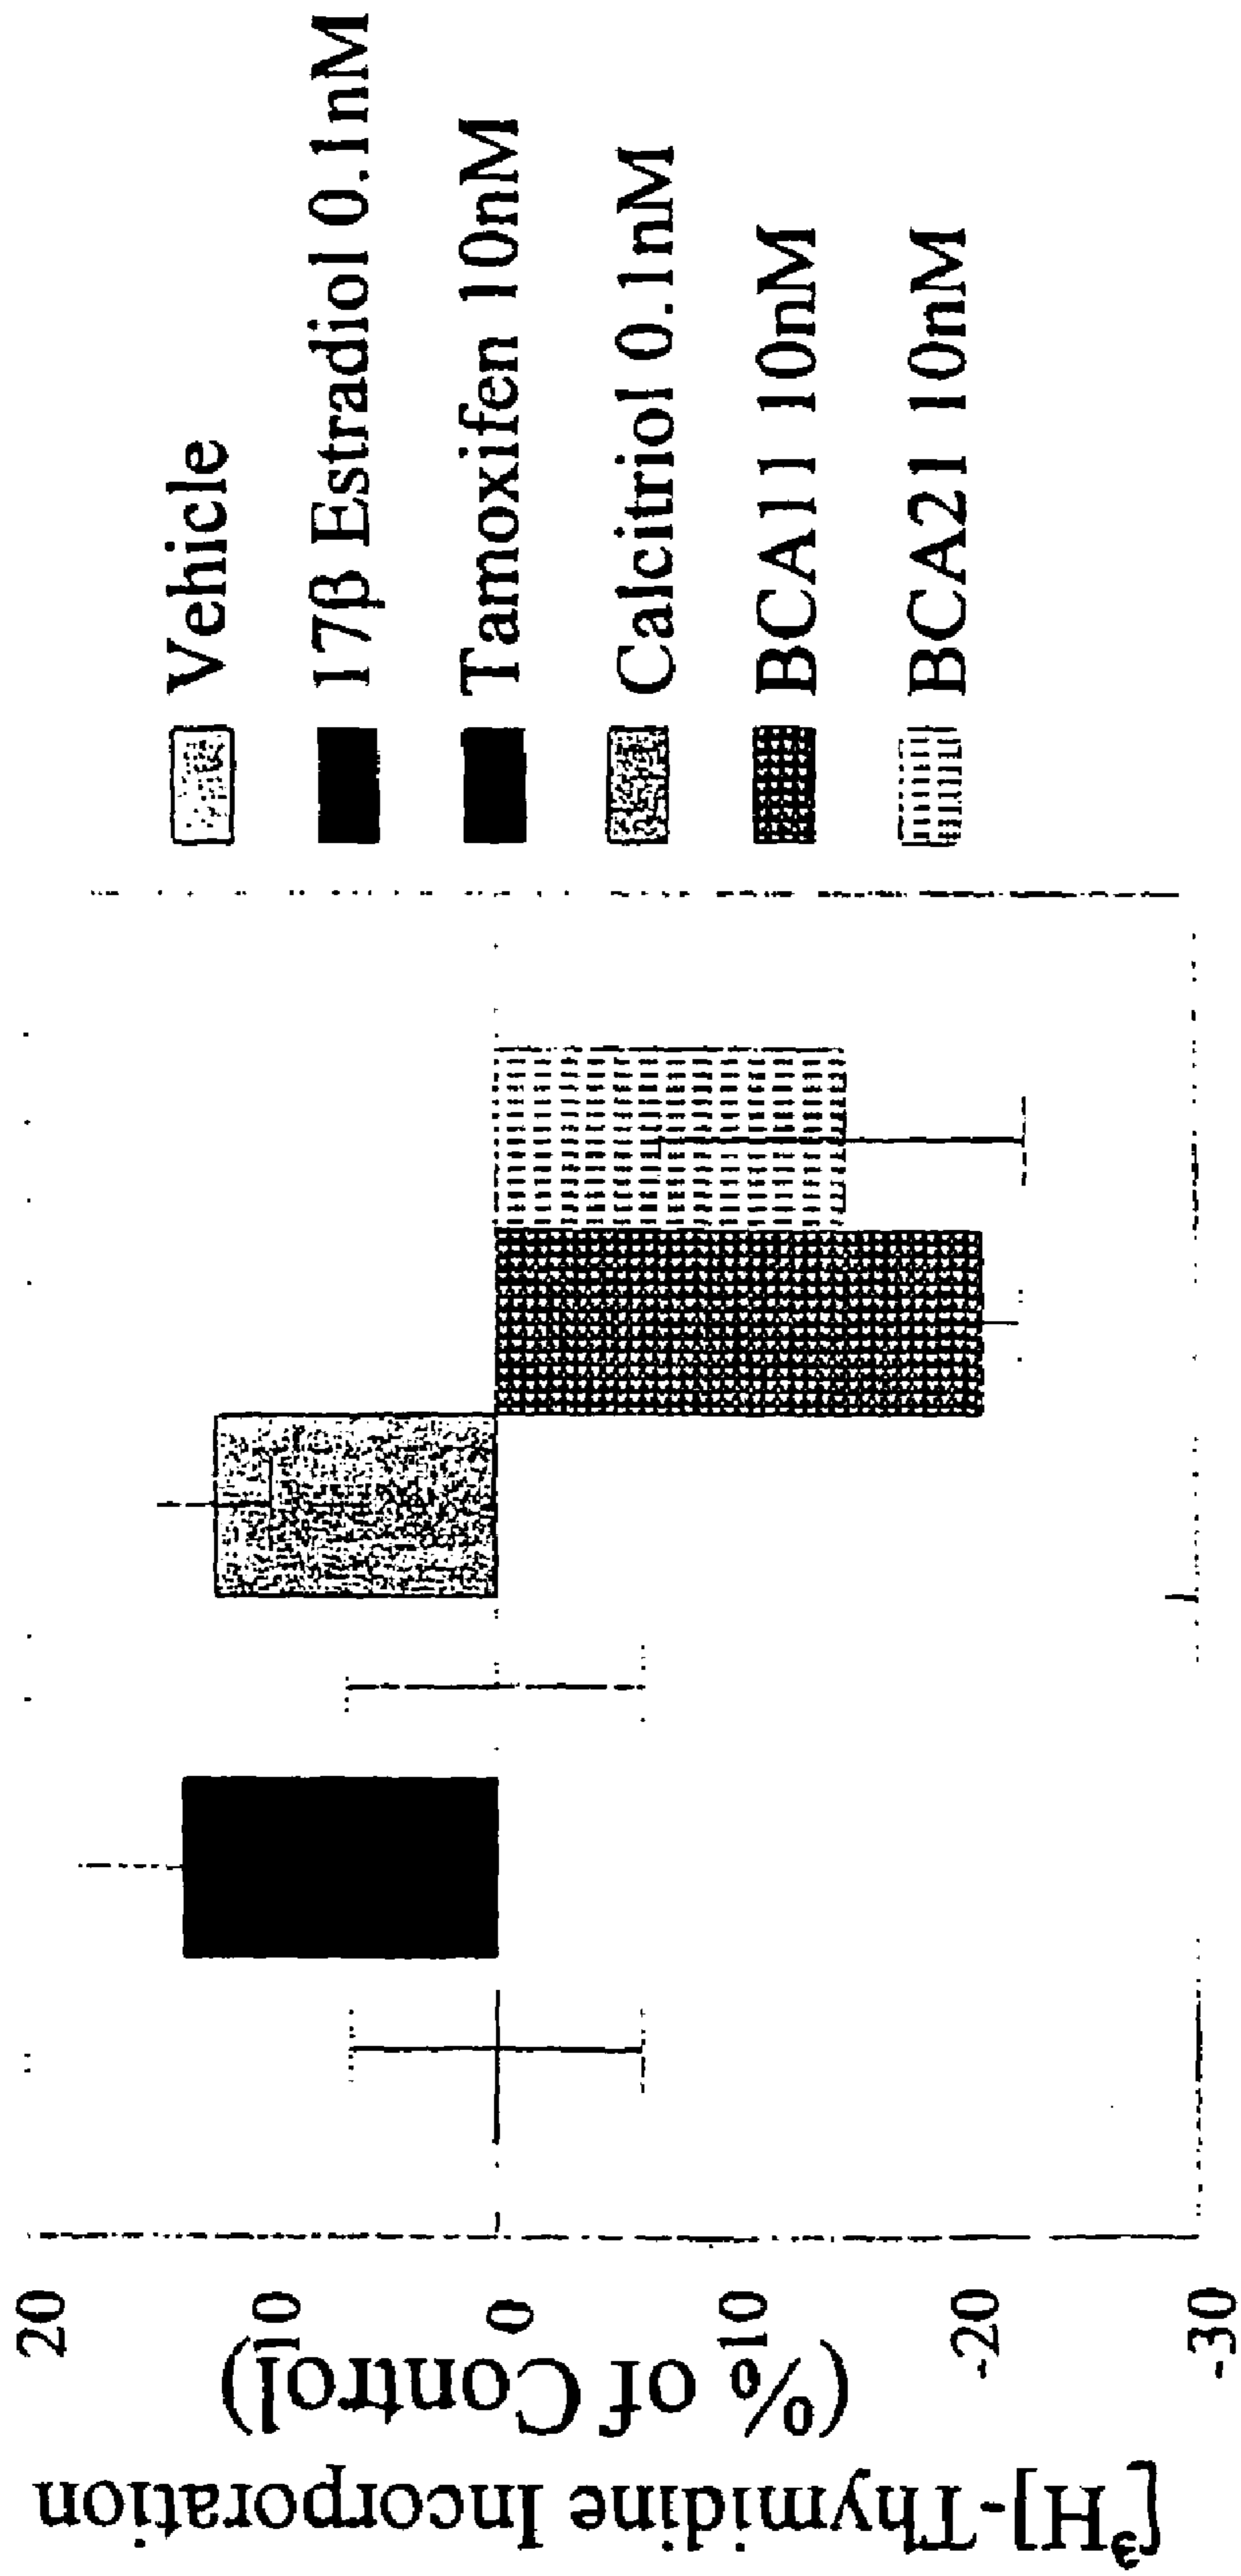 [³H]-Thymidine Incorporation
(% of Control)
20
10
0
-10
-20
-30
Vehicle
17β Estradiol 0.1nM
Tamoxifen 10nM
Calcitriol 0.1nM
BCA11 10nM
BCA21 10nM